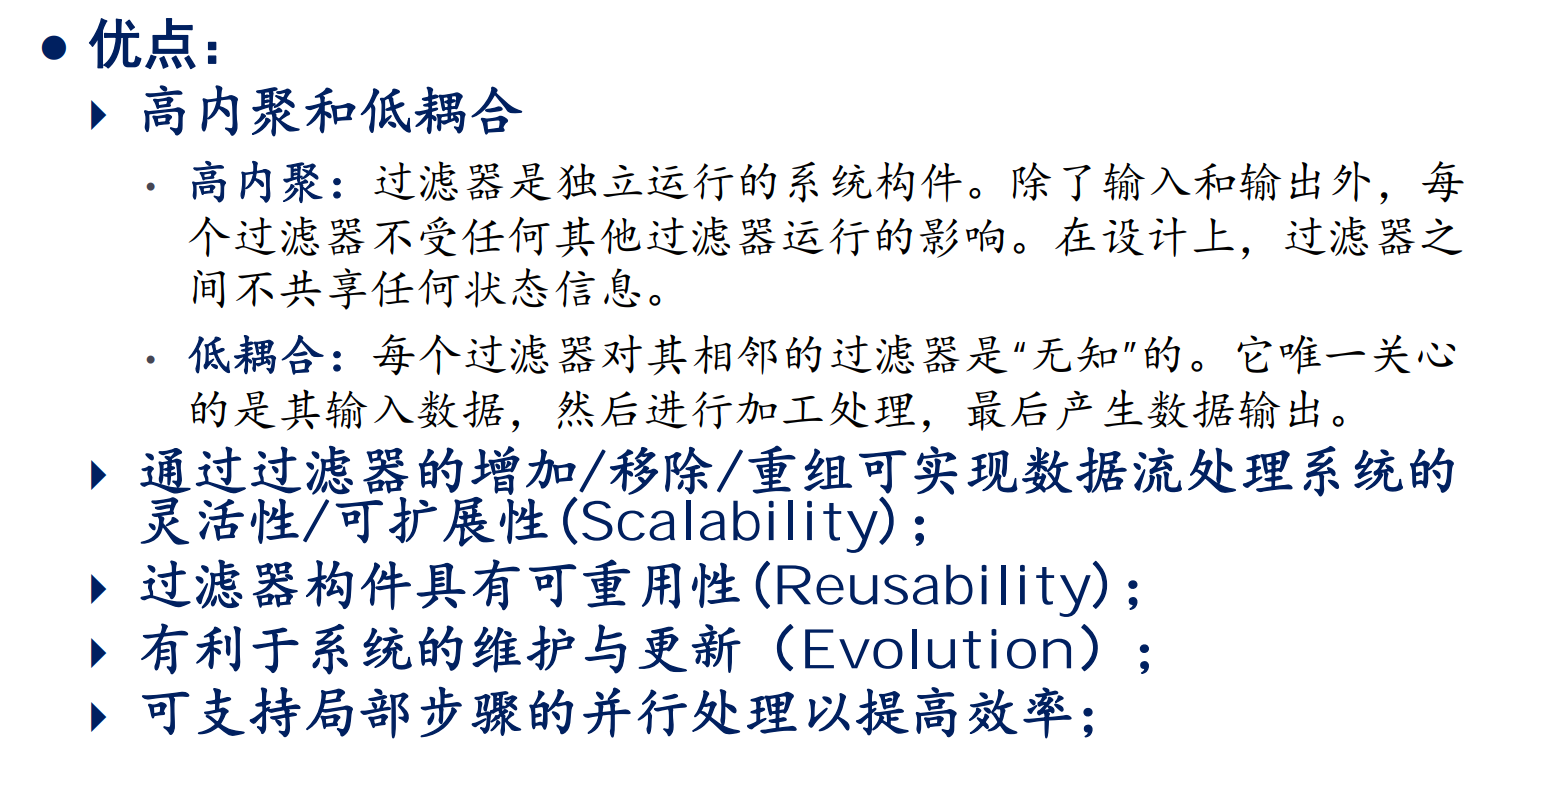 ● 优点：
高内聚和低耦合
· 高内聚：过滤器是独立运行的系统构件。除了输入和输出外，每
个过滤器不受任何其他过滤器运行的影响。在设计上，过滤器之
间不共享任何状态信息。
· 低耦合：每个过滤器对其相邻的过滤器是“无知”的。它唯一关心
的是其输入数据，然后进行加工处理，最后产生数据输出。
通过过滤器的增加/移除/重组可实现数据流处理系统的
灵活性/可扩展性(Scalability)；
过滤器构件具有可重用性(Reusability)；
有利于系统的维护与更新（Evolution）；
可支持局部步骤的并行处理以提高效率；